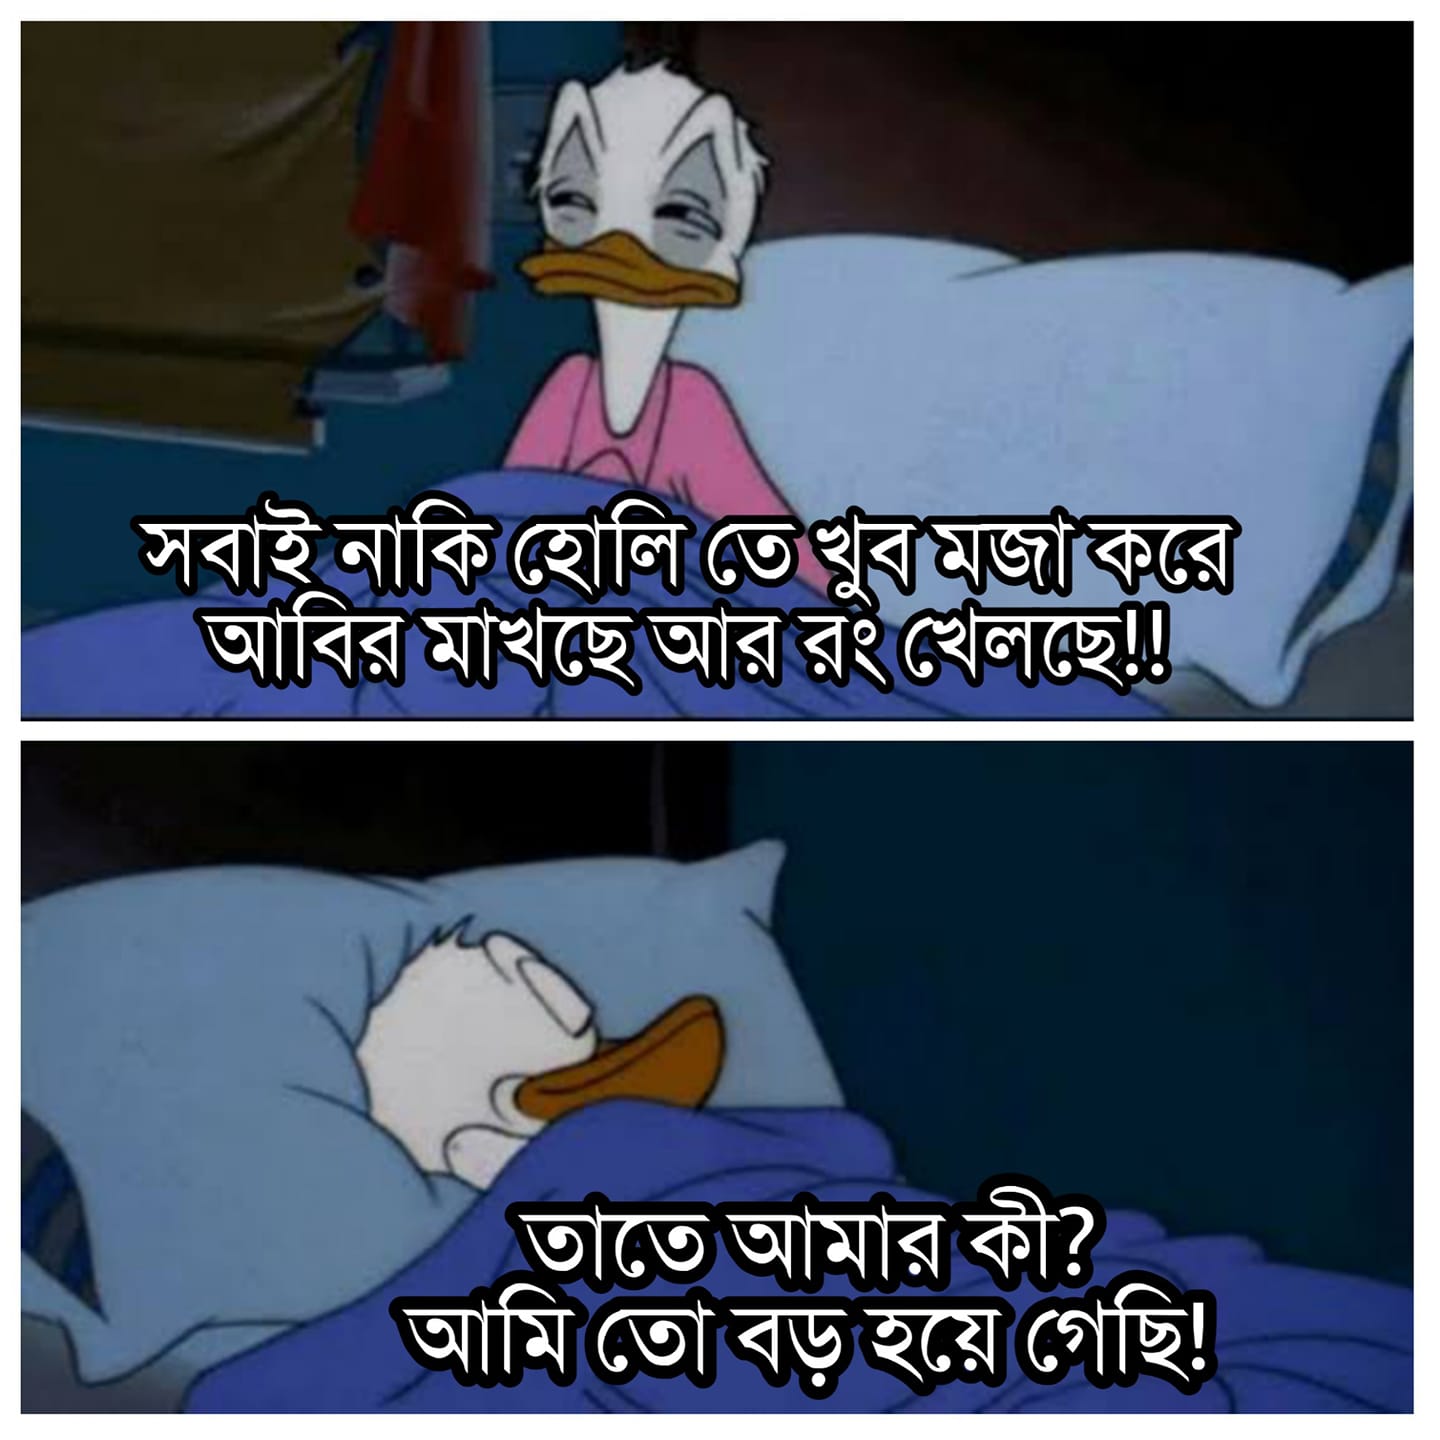 সবাই নাকি হোলি তে খুব মজা করে
আবির মাখছে আর রং খেলছে!!
তাতে আমার কী?
আমি তো বড় হয়ে গেছি!